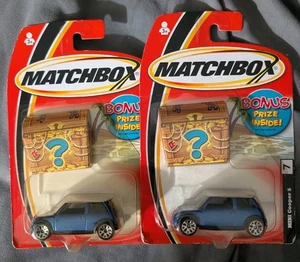 MATCHBOX
BONUS
PRIZE
INSIDE!
?
MATCHBOX
BONUS
PRIZE
INSIDE!
?
7
MINI Cooper S